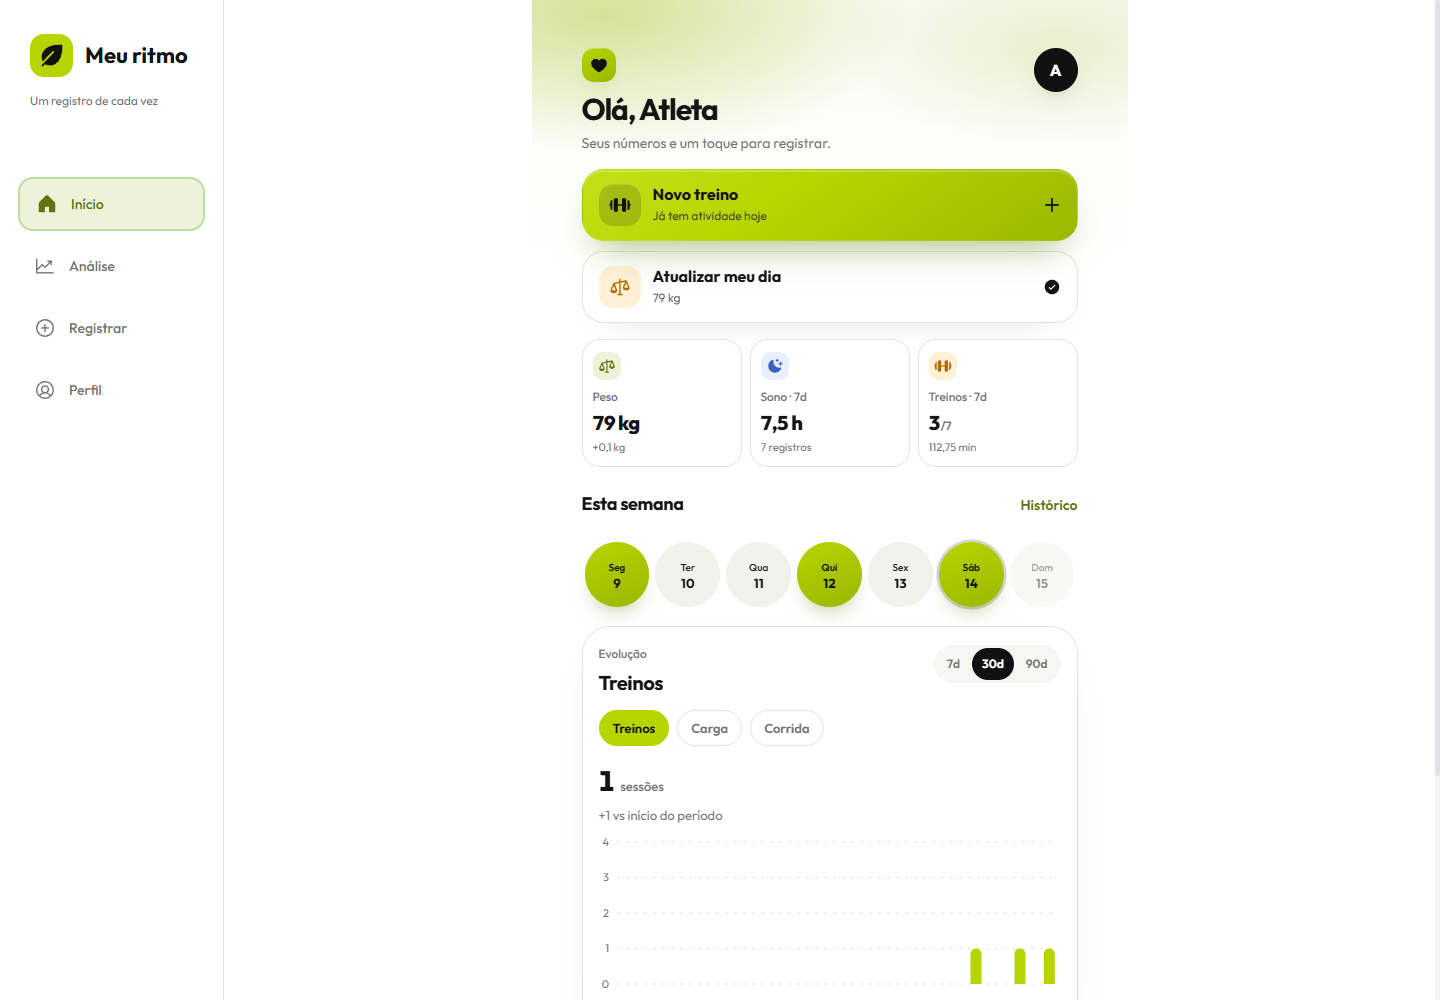 Meu ritmo
Um registro de cada vez
Início
Análise
Registrar
Perfil
A
Olá, Atleta
Seus números e um toque para registrar.
Novo treino
Já tem atividade hoje
Atualizar meu dia
79 kg
Peso
79 kg
+0,1 kg
Sono · 7d
7,5 h
7 registros
Treinos · 7d
3/7
112,75 min
Esta semana
Histórico
Seg
9
Ter
10
Qua
11
Qui
12
Sex
13
Sáb
14
Dom
15
Evolução
7d
30d
90d
Treinos
Treinos
Carga
Corrida
1 sessões
+1 vs início do período
4
3
2
1
0